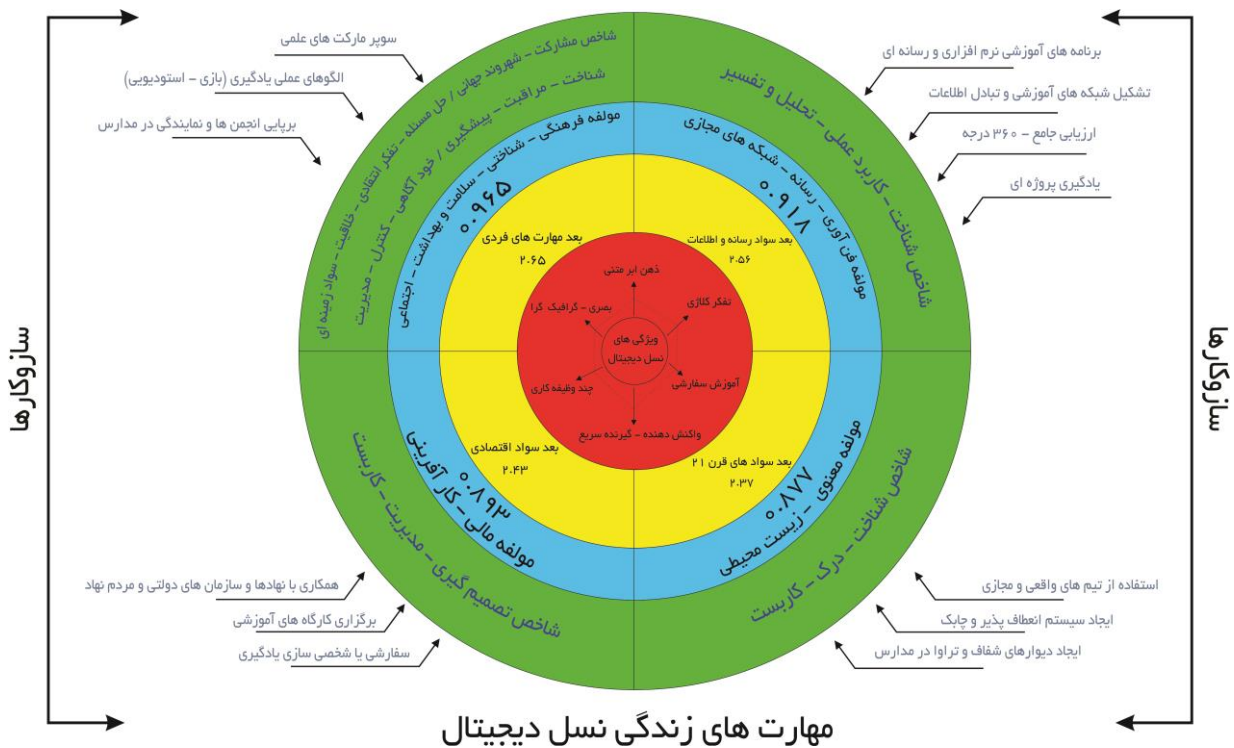 سوپر مارکت های علمی
الگوهای عملی یادگیری (بازی – استودیویی)
برپایی انجمن ها و نمایندگی در مدارس
برنامه های آموزشی نرم افزاری و رسانه ای
تشکیل شبکه های آموزشی و تبادل اطلاعات
ارزیابی جامع – ۳۶۰ درجه
یادگیری پروژه ای
شاخص مشارکت – شهروند جهانی / حل مسئله – تفکر انتقادی – خلاقیت – سواد زمینه ای
شناخت – مراقبت – پیشگیری / خود آگاهی – کنترل – مدیریت
شاخص شناخت – کاربرد عملی – تحلیل و تفسیر
مولفه فرهنگی – شناختی – سلامت و بهداشت – اجتماعی
۰.۹۶۵
مولفه فن آوری – رسانه – شبکه های مجازی
۰.۹۱۸
بعد مهارت های فردی
۲.۶۵
بعد سواد رسانه و اطلاعات
۲.۵۶
ذهن ابر متنی
تفکر کلاژی
بصری – گرافیک گرا
ویژگی های
نسل دیجیتال
آموزش سفارشی
چند وظیفه کاری
واکنش دهنده – گیرنده سریع
بعد سواد اقتصادی
۲.۴۳
بعد سواد های قرن ۲۱
۲.۳۷
۰.۸۹۳
مولفه مالی – کار آفرینی
۰.۸۷۷
مولفه معنوی – زیست محیطی
شاخص تصمیم گیری – مدیریت – کاربست
شاخص شناخت – درک – کاربست
سازوکارها
سازوکارها
همکاری با نهادها و سازمان های دولتی و مردم نهاد
برگزاری کارگاه های آموزشی
سفارشی یا شخصی سازی یادگیری
استفاده از تیم های واقعی و مجازی
ایجاد سیستم انعطاف پذیر و چابک
ایجاد دیوارهای شفاف و تراوا در مدارس
مهارت های زندگی نسل دیجیتال